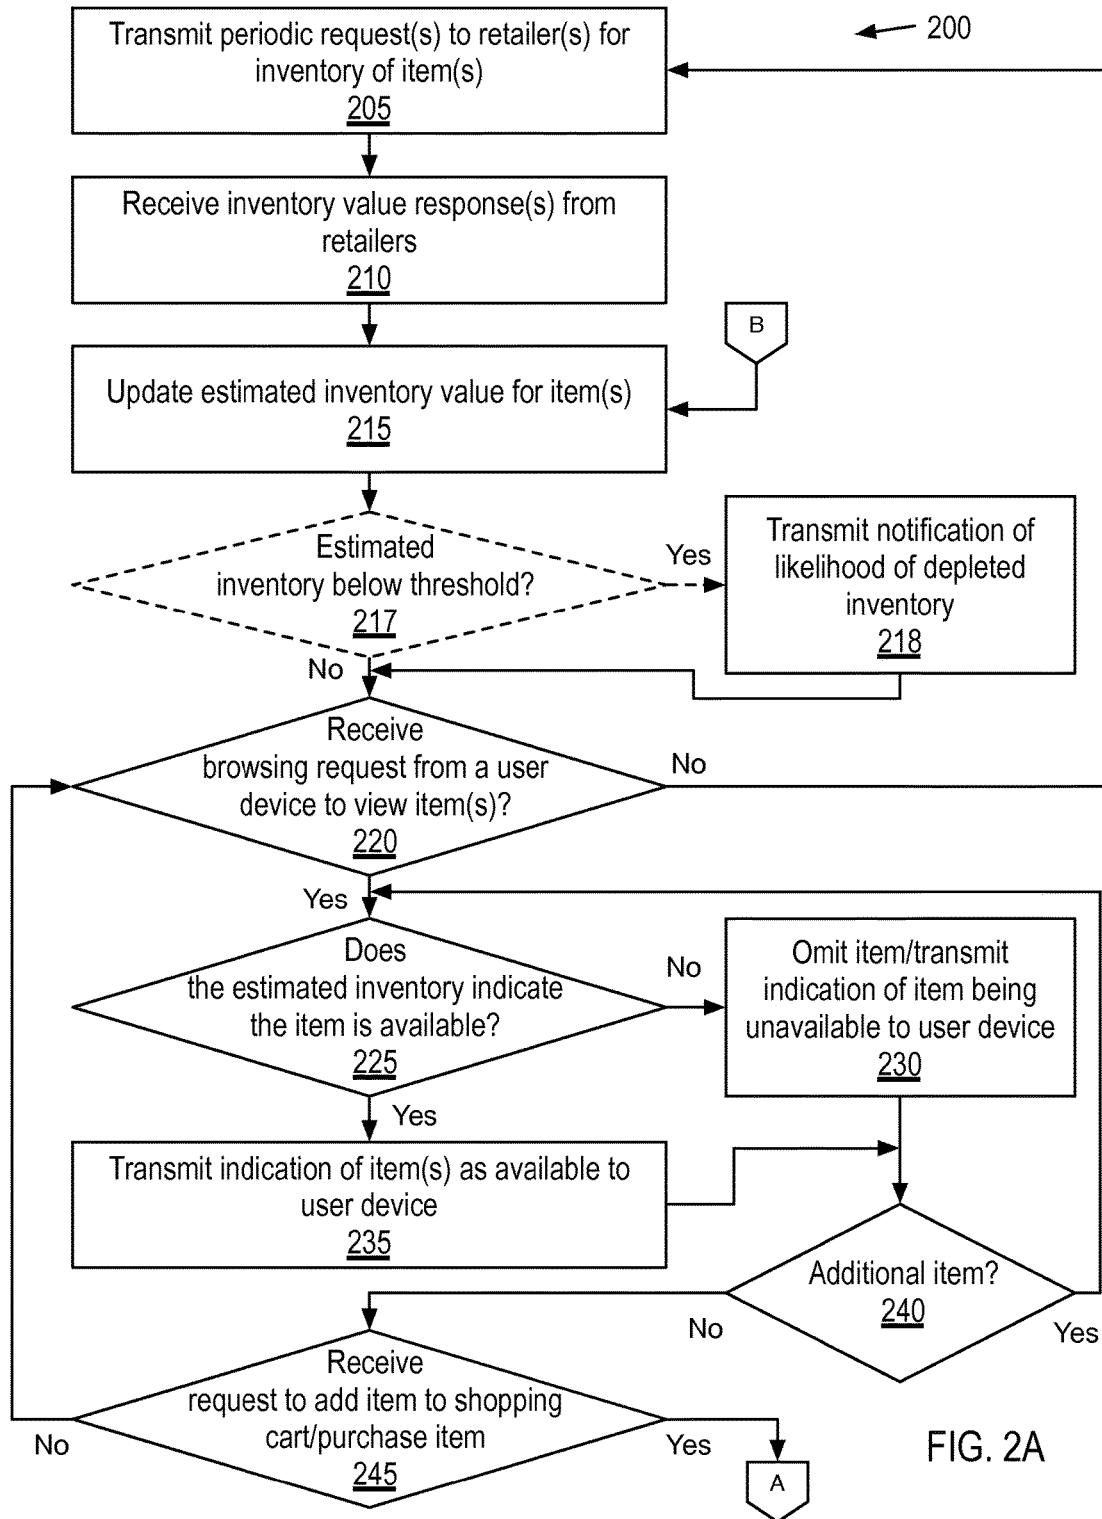 200
Transmit periodic request(s) to retailer(s) for
inventory of item(s)
205
Receive inventory value response(s) from
retailers
210
B
Update estimated inventory value for item(s)
215
Estimated
inventory below threshold?
217
Yes
Transmit notification of
likelihood of depleted
inventory
218
No
Receive
browsing request from a user
device to view item(s)?
220
No
Yes
Does
the estimated inventory indicate
the item is available?
225
No
Omit item/transmit
indication of item being
unavailable to user device
230
Yes
Transmit indication of item(s) as available to
user device
235
Additional item?
240
No
Yes
Receive
request to add item to shopping
cart/purchase item
245
No
Yes
A
FIG. 2A